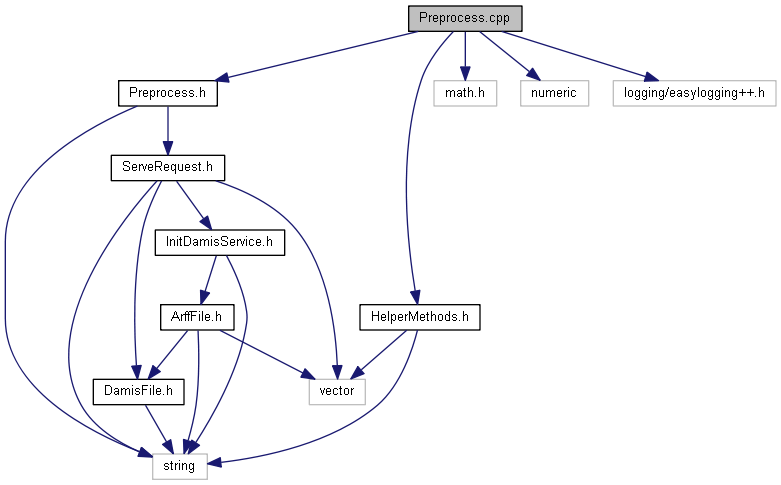 Preprocess.cpp
Preprocess.h
math.h
numeric
logging/easylogging++.h
ServeRequest.h
InitDamisService.h
ArffFile.h
HelperMethods.h
DamisFile.h
vector
string